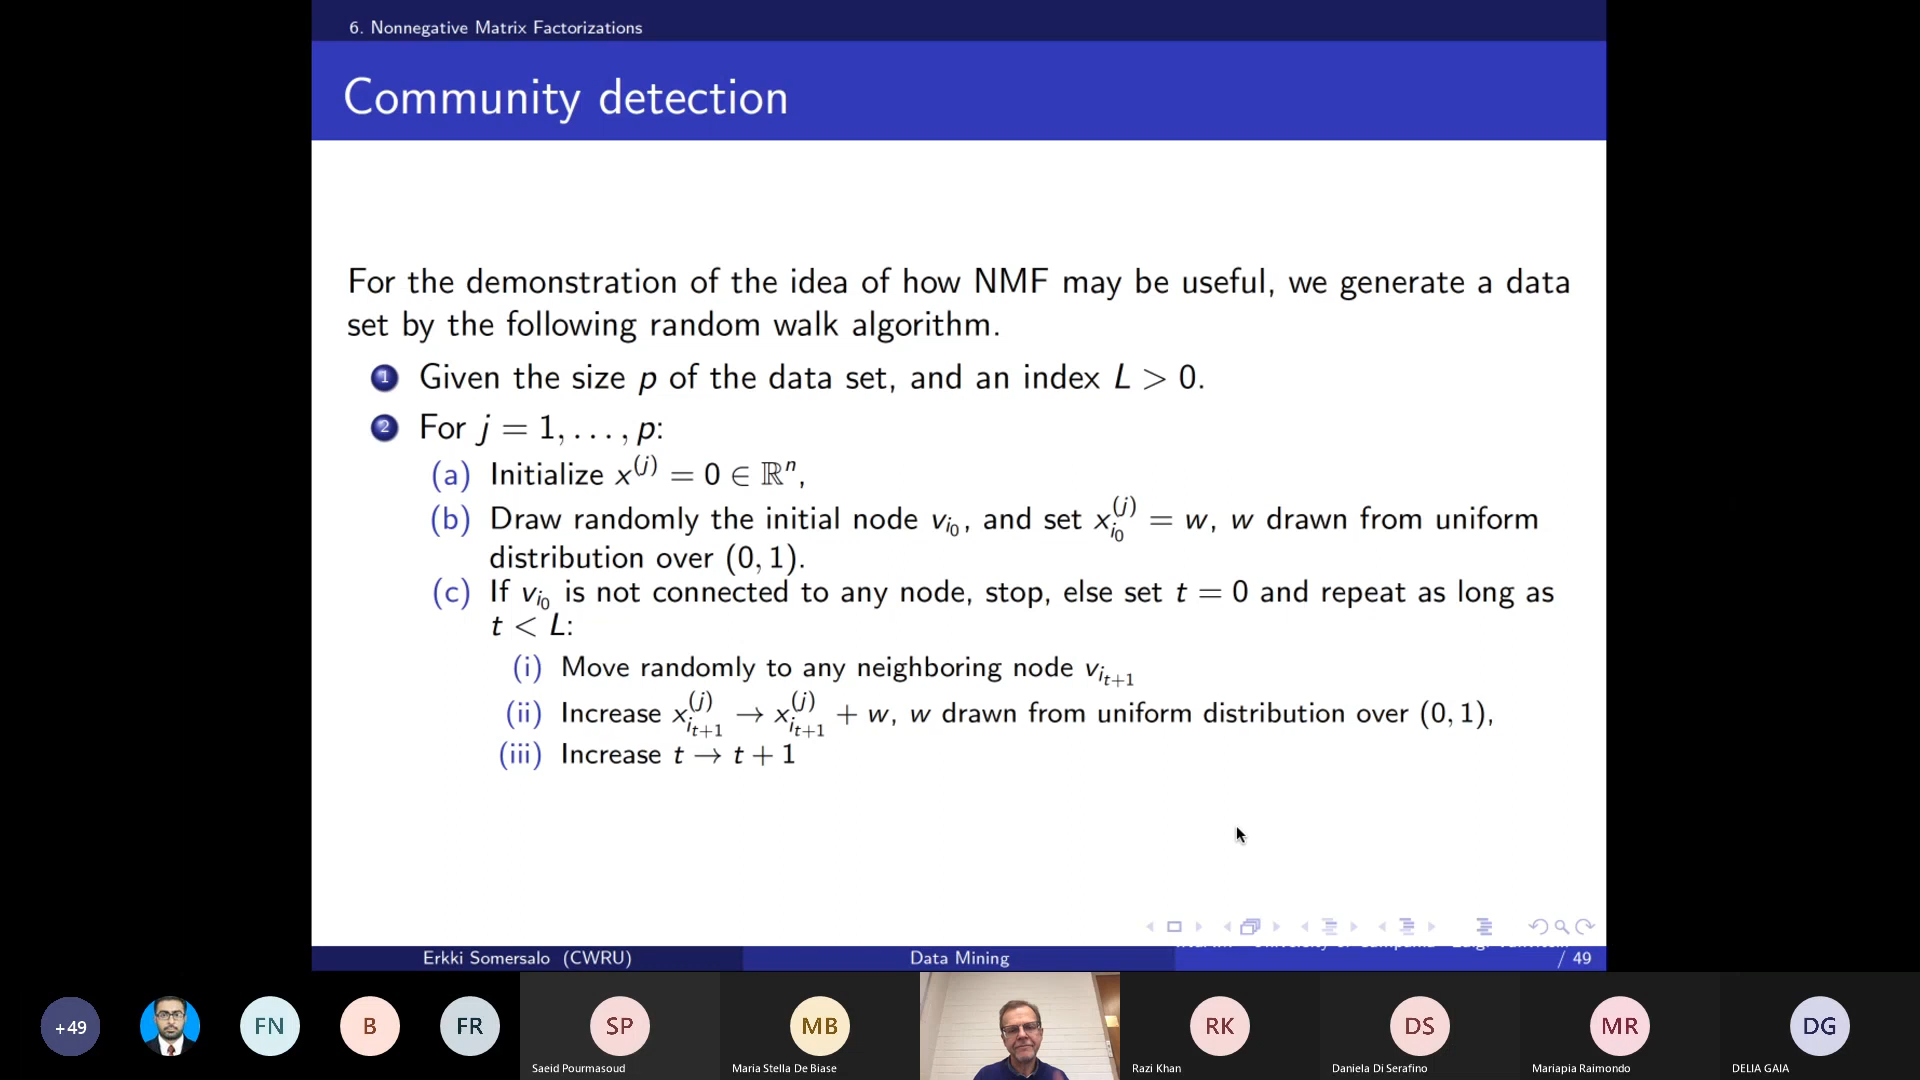 6. Nonnegative Matrix Factorizations
Community detection
For the demonstration of the idea of how NMF may be useful, we generate a data
set by the following random walk algorithm.
1 Given the size p of the data set, and an index L > 0.
2 For j = 1, . . . , p:
(a) Initialize x^(j) = 0 ∈ ℝ^n,
(b) Draw randomly the initial node v_{i_0}, and set x_{i_0}^{(j)} = w, w drawn from uniform
distribution over (0, 1).
(c) If v_{i_0} is not connected to any node, stop, else set t = 0 and repeat as long as
t < L:
(i) Move randomly to any neighboring node v_{i_{t+1}}
(ii) Increase x_{i_{t+1}}^{(j)} → x_{i_{t+1}}^{(j)} + w, w drawn from uniform distribution over (0, 1),
(iii) Increase t → t + 1
Erkki Somersalo (CWRU)
Data Mining
/ 49
+49
FN
B
FR
SP
MB
RK
DS
MR
DG
Saeid Pourmasoud
Maria Stella De Biase
Razi Khan
Daniela Di Serafino
Mariapia Raimondo
DELIA GAIA